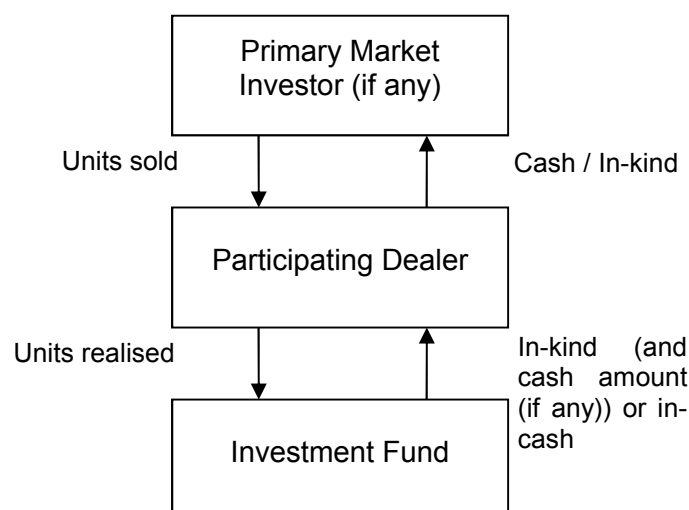 Primary Market
Investor (if any)
Units sold
Cash / In-kind
Participating Dealer
Units realised
In-kind (and
cash amount
(if any)) or in-
cash
Investment Fund